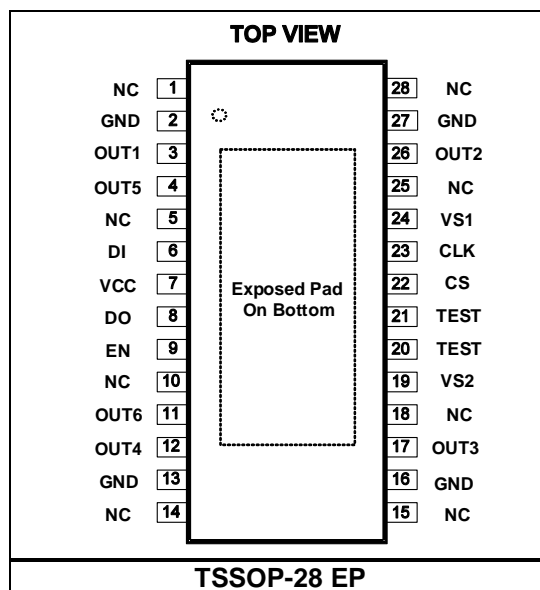 TOP VIEW
NC 1 28 NC
GND 2 27 GND
OUT1 3 26 OUT2
OUT5 4 25 NC
NC 5 24 VS1
DI 6 23 CLK
VCC 7 22 CS
Exposed Pad
On Bottom
DO 8 21 TEST
EN 9 20 TEST
NC 10 19 VS2
OUT6 11 18 NC
OUT4 12 17 OUT3
GND 13 16 GND
NC 14 15 NC
TSSOP-28 EP